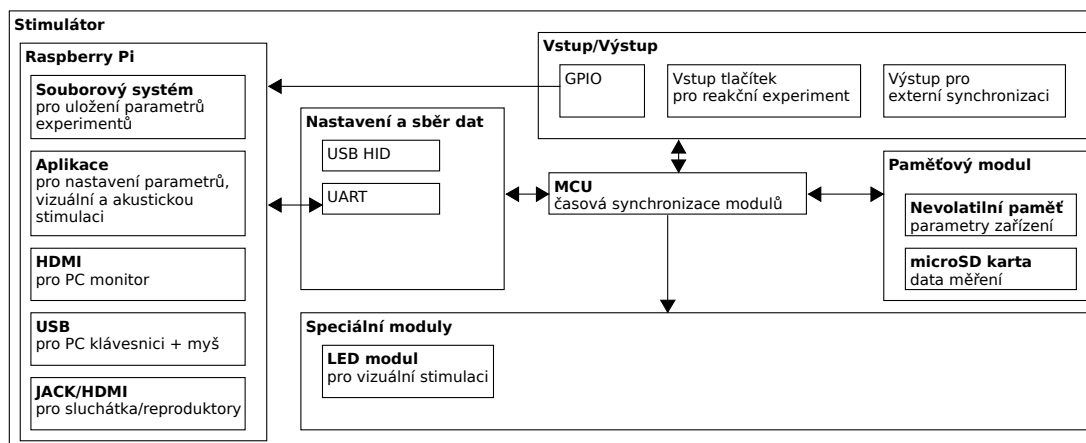 Stimulátor
Raspberry Pi
Souborový systém
pro uložení parametrů
experimentů
Aplikace
pro nastavení parametrů,
vizuální a akustickou
stimulaci
HDMI
pro PC monitor
USB
pro PC klávesnici + myš
JACK/HDMI
pro sluchátka/reproduktory
Nastavení a sběr dat
USB HID
UART
Vstup/Výstup
GPIO
Vstup tlačítek
pro reakční experiment
Výstup pro
externí synchronizaci
MCU
časová synchronizace modulů
Paměťový modul
Nevolatilní paměť
parametry zařízení
microSD karta
data měření
Speciální moduly
LED modul
pro vizuální stimulaci